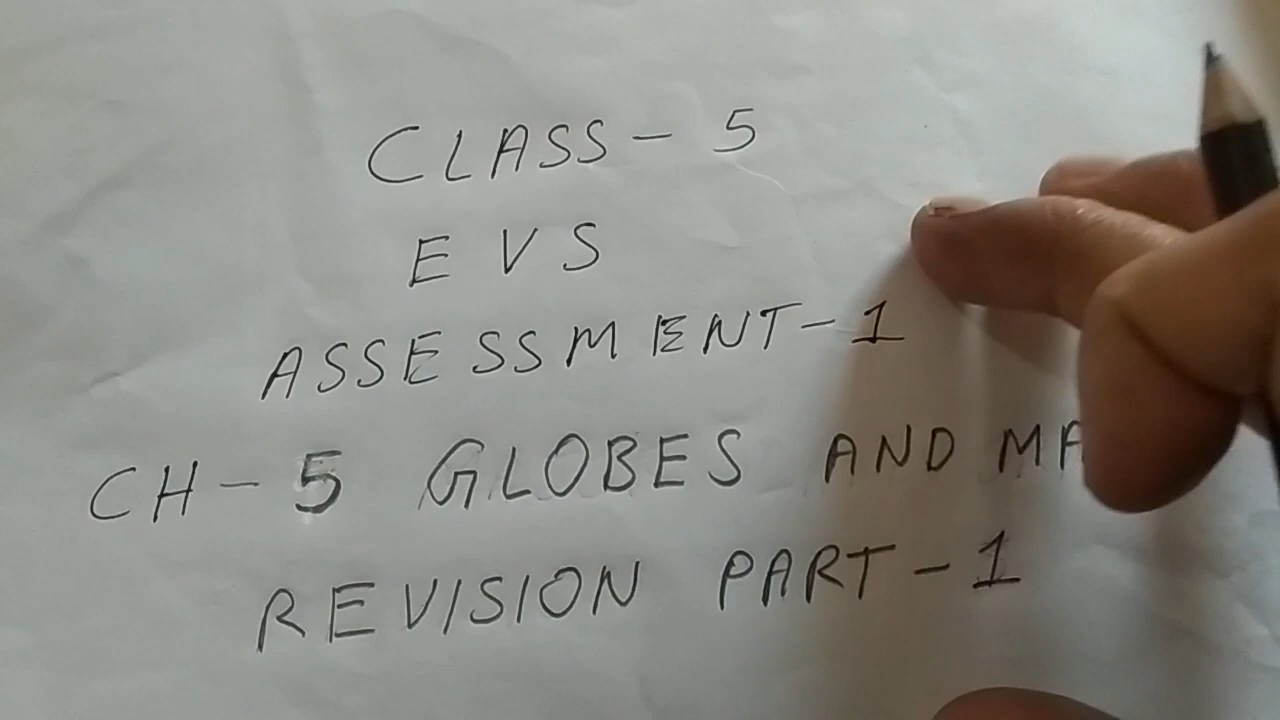 CLASS - 5
EVS
ASSESSMENT - 1
CH - 5 GLOBES AND
REVISION PART - 1